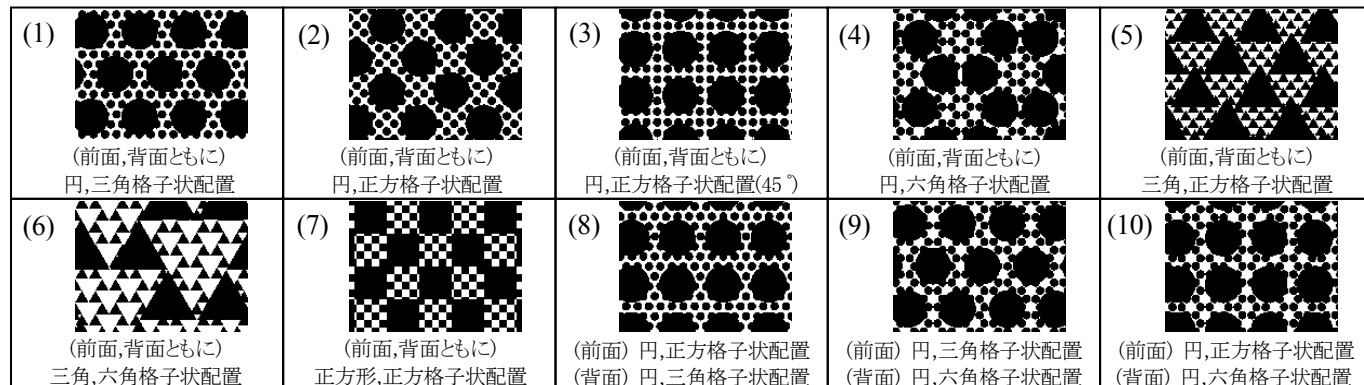 (1)
(前面,背面ともに)
円,三角格子状配置
(2)
(前面,背面ともに)
円,正方格子状配置
(3)
(前面,背面ともに)
円,正方格子状配置(45˚)
(4)
(前面,背面ともに)
円,六角格子状配置
(5)
(前面,背面ともに)
三角,正方格子状配置
(6)
(前面,背面ともに)
三角,六角格子状配置
(7)
(前面,背面ともに)
正方形,正方格子状配置
(8)
(前面) 円,正方格子状配置
(背面) 円,三角格子状配置
(9)
(前面) 円,三角格子状配置
(背面) 円,六角格子状配置
(10)
(前面) 円,正方格子状配置
(背面) 円,六角格子状配置